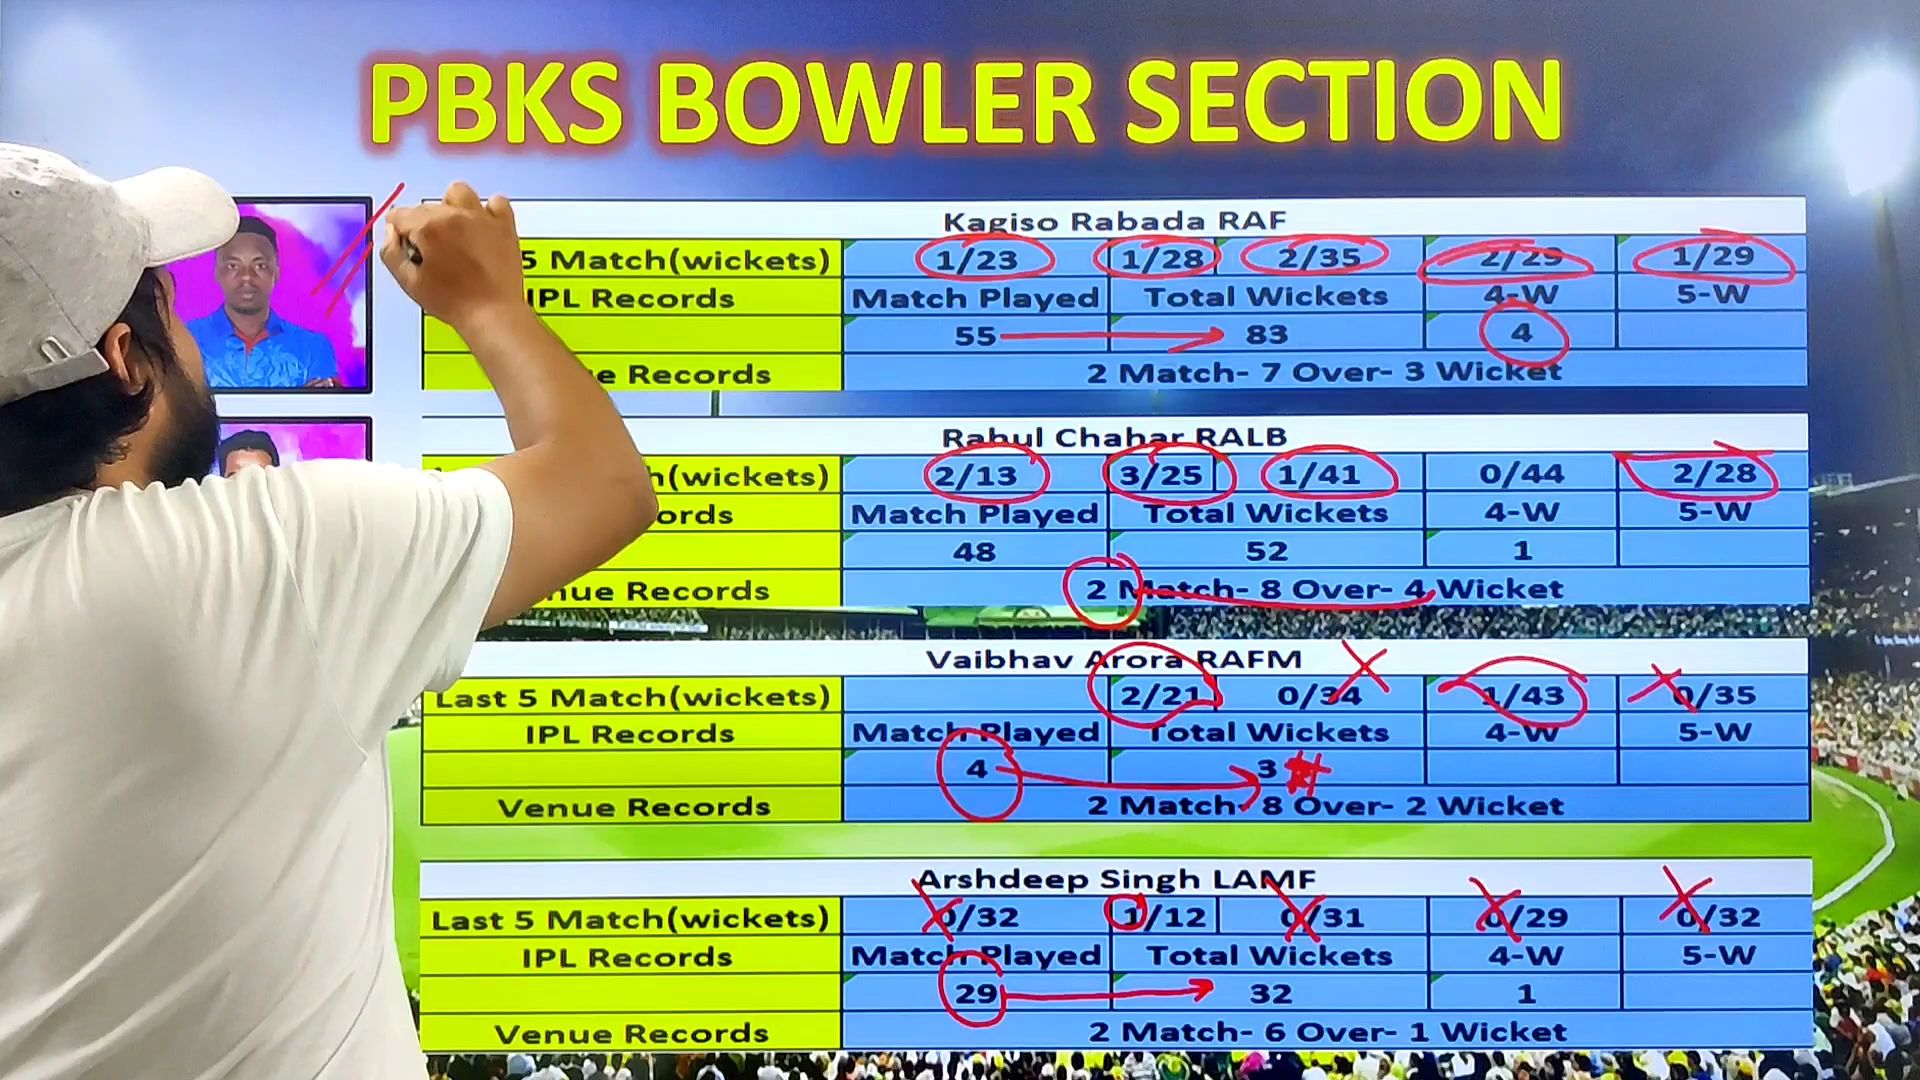 PBKS BOWLER SECTION
Kagiso Rabada RAF
5 Match(wickets) 1/23 1/28 2/35 2/29 1/29
IPL Records Match Played Total Wickets 4-W 5-W
55 83 4
Records 2 Match- 7 Over- 3 Wicket
Rahul Chahar RALB
(wickets) 2/13 3/25 1/41 0/44 2/28
Match Played Total Wickets 4-W 5-W
48 52 1
Records 2 Match- 8 Over- 4 Wicket
Vaibhav Arora RAFM
Last 5 Match(wickets) 2/21 0/34 1/43 0/35
IPL Records Match Played Total Wickets 4-W 5-W
4 3
Venue Records 2 Match- 8 Over- 2 Wicket
Arshdeep Singh LAMF
Last 5 Match(wickets) 0/32 1/12 0/31 0/29 0/32
IPL Records Match Played Total Wickets 4-W 5-W
29 32 1
Venue Records 2 Match- 6 Over- 1 Wicket